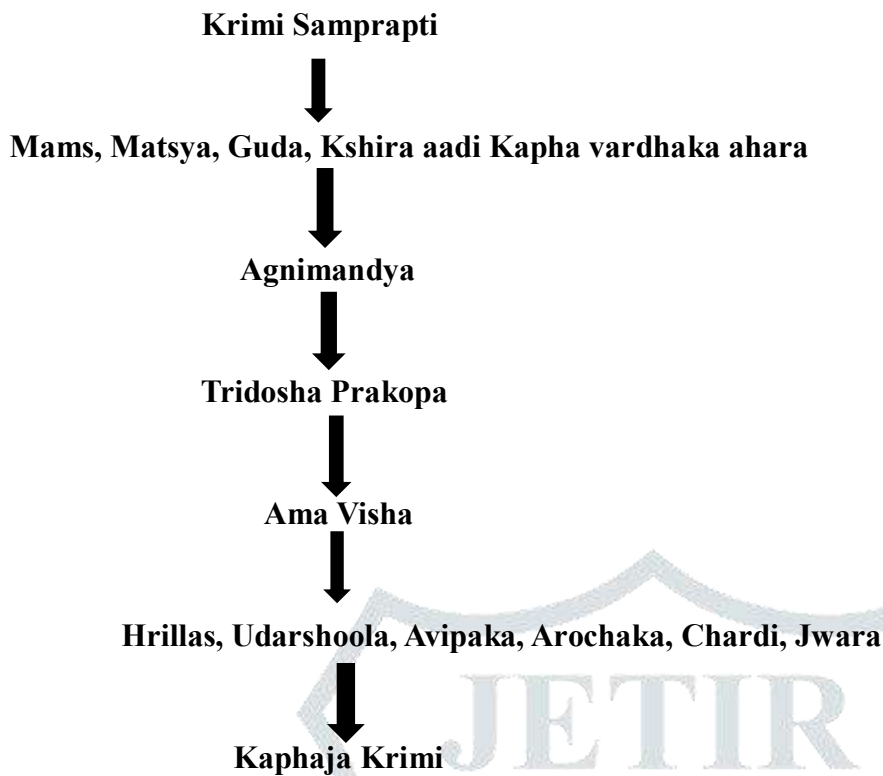 Krimi Samprapti
Mams, Matsya, Guda, Kshira aadi Kapha vardhaka ahara
Agnimandya
Tridosha Prakopa
Ama Visha
Hrillas, Udarshoola, Avipaka, Arochaka, Chardi, Jwara
JETIR
Kaphaja Krimi